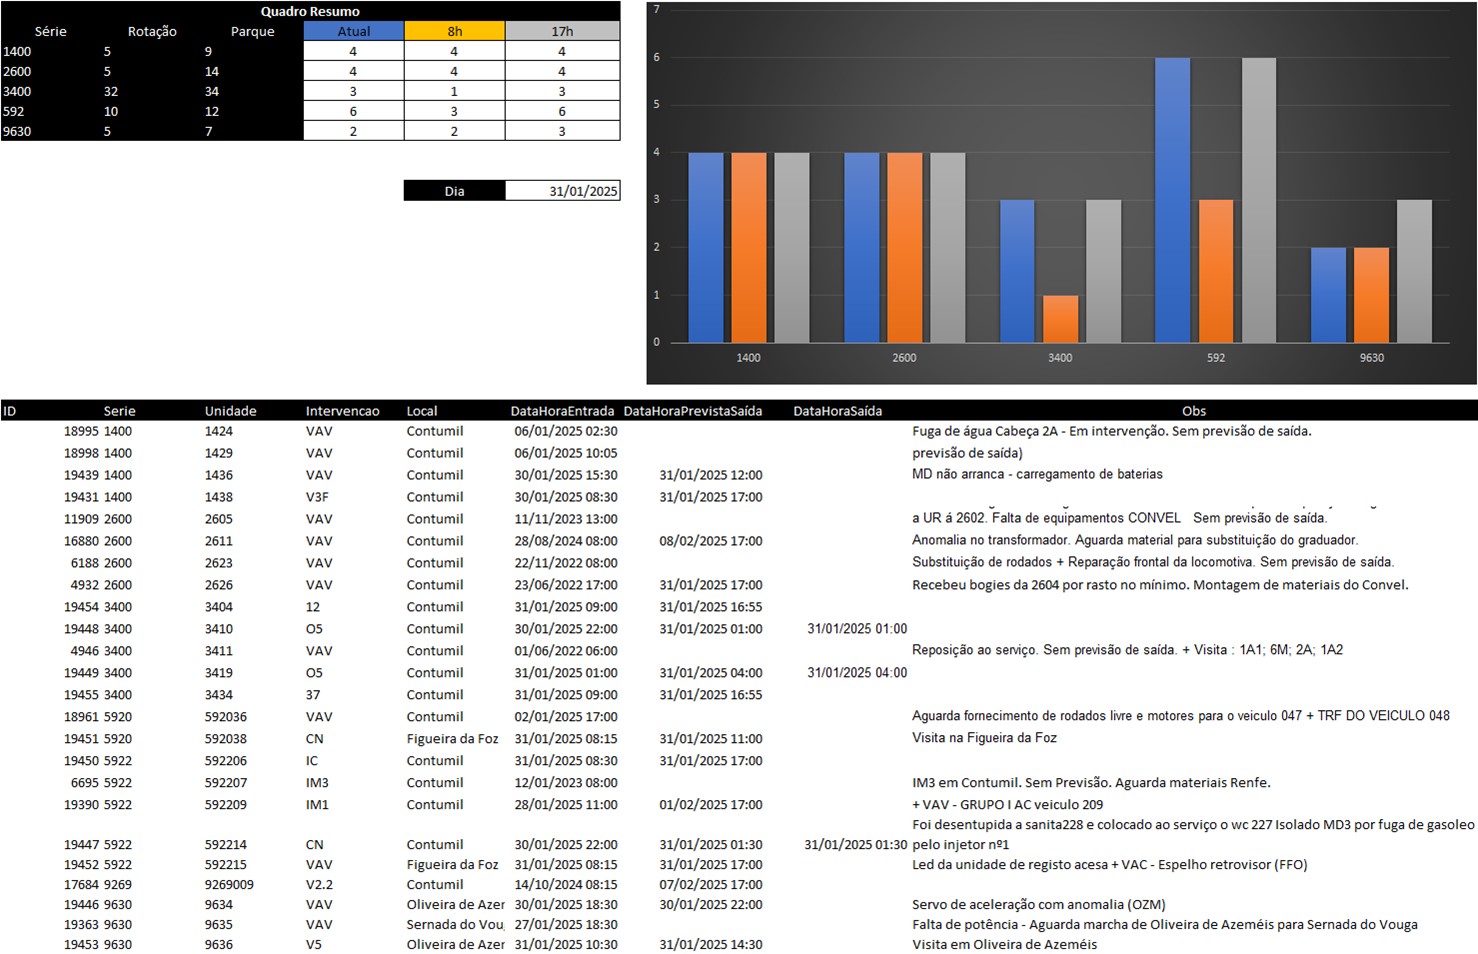 Quadro Resumo
Série Rotação Parque Atual 8h 17h
1400 5 9 4 4 4
2600 5 14 4 4 4
3400 32 34 3 1 3
592 10 12 6 3 6
9630 5 7 2 2 3
Dia 31/01/2025
7
6
5
4
3
2
1
0
1400 2600 3400 592 9630
ID Serie Unidade Intervencao Local DataHoraEntrada DataHoraPrevistaSaída DataHoraSaída Obs
18995 1400 1424 VAV Contumil 06/01/2025 02:30 Fuga de água Cabeça 2A - Em intervenção. Sem previsão de saída.
18998 1400 1429 VAV Contumil 06/01/2025 10:05 previsão de saída)
19439 1400 1436 VAV Contumil 30/01/2025 15:30 31/01/2025 12:00 MD não arranca - carregamento de baterias
19431 1400 1438 V3F Contumil 30/01/2025 08:30 31/01/2025 17:00
11909 2600 2605 VAV Contumil 11/11/2023 13:00 a UR á 2602. Falta de equipamentos CONVEL Sem previsão de saída.
16880 2600 2611 VAV Contumil 28/08/2024 08:00 08/02/2025 17:00 Anomalia no transformador. Aguarda material para substituição do graduador.
6188 2600 2623 VAV Contumil 22/11/2022 08:00 Substituição de rodados + Reparação frontal da locomotiva. Sem previsão de saída.
4932 2600 2626 VAV Contumil 23/06/2022 17:00 31/01/2025 17:00 Recebeu bogies da 2604 por rasto no mínimo. Montagem de materiais do Convel.
19454 3400 3404 12 Contumil 31/01/2025 09:00 31/01/2025 16:55
19448 3400 3410 O5 Contumil 30/01/2025 22:00 31/01/2025 01:00 31/01/2025 01:00
4946 3400 3411 VAV Contumil 01/06/2022 06:00 Reposição ao serviço. Sem previsão de saída. + Visita : 1A1; 6M; 2A; 1A2
19449 3400 3419 O5 Contumil 31/01/2025 01:00 31/01/2025 04:00 31/01/2025 04:00
19455 3400 3434 37 Contumil 31/01/2025 09:00 31/01/2025 16:55
18961 5920 592036 VAV Contumil 02/01/2025 17:00 Aguarda fornecimento de rodados livre e motores para o veiculo 047 + TRF DO VEICULO 048
19451 5920 592038 CN Figueira da Foz 31/01/2025 08:15 31/01/2025 11:00 Visita na Figueira da Foz
19450 5922 592206 IC Contumil 31/01/2025 08:30 31/01/2025 17:00
6695 5922 592207 IM3 Contumil 12/01/2023 08:00 IM3 em Contumil. Sem Previsão. Aguarda materiais Renfe.
19390 5922 592209 IM1 Contumil 28/01/2025 11:00 01/02/2025 17:00 + VAV - GRUPO I AC veiculo 209
Foi desentupida a sanita228 e colocado ao serviço o wc 227 Isolado MD3 por fuga de gasoleo
19447 5922 592214 CN Contumil 30/01/2025 22:00 31/01/2025 01:30 31/01/2025 01:30 pelo injetor nº1
19452 5922 592215 VAV Figueira da Foz 31/01/2025 08:15 31/01/2025 17:00 Led da unidade de registo acesa + VAC - Espelho retrovisor (FFO)
17684 9269 9269009 V2.2 Contumil 14/10/2024 08:15 07/02/2025 17:00
19446 9630 9634 VAV Oliveira de Azer 30/01/2025 18:30 30/01/2025 22:00 Servo de aceleração com anomalia (OZM)
19363 9630 9635 VAV Sernada do Vou 27/01/2025 18:30 Falta de potência - Aguarda marcha de Oliveira de Azeméis para Sernada do Vouga
19453 9630 9636 V5 Oliveira de Azer 31/01/2025 10:30 31/01/2025 14:30 Visita em Oliveira de Azeméis